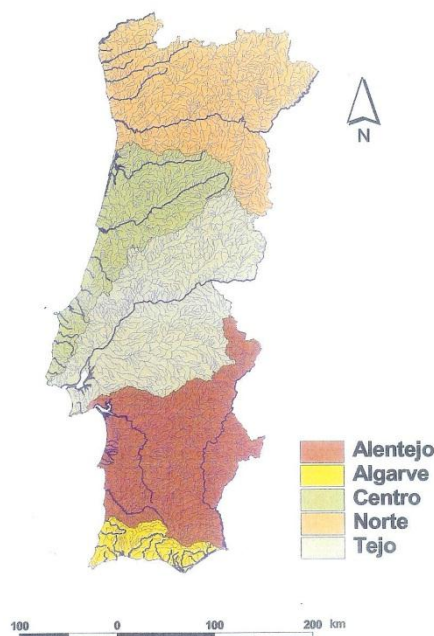 N
Alentejo
Algarve
Centro
Norte
Tejo
100 0 100 200 km